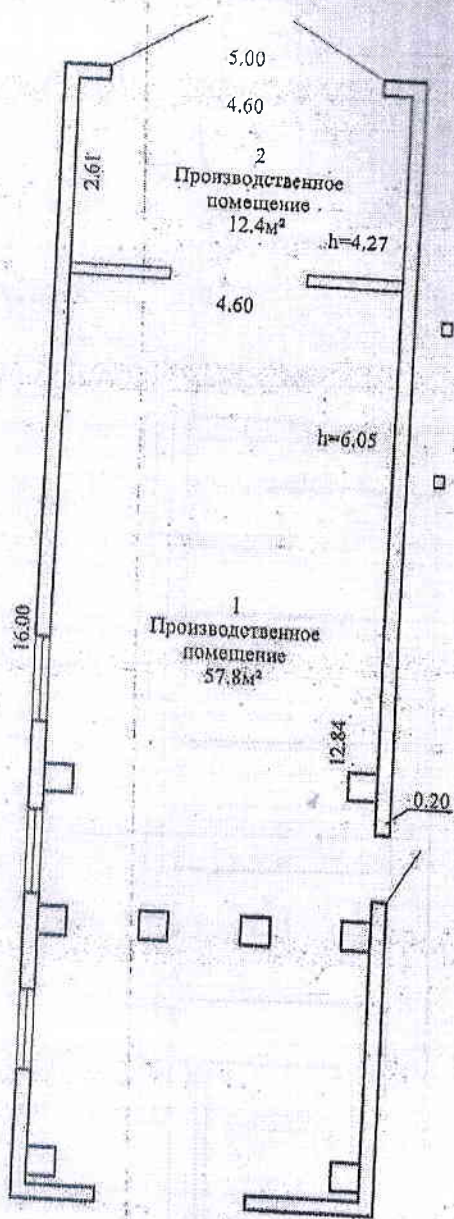 5,00
4.60
2.61
2
Производственное
помещение
12.4м²
h=4,27
4.60
h=6,05
16.00
1
Производственное
помещение
57.8м²
12.84
0.20